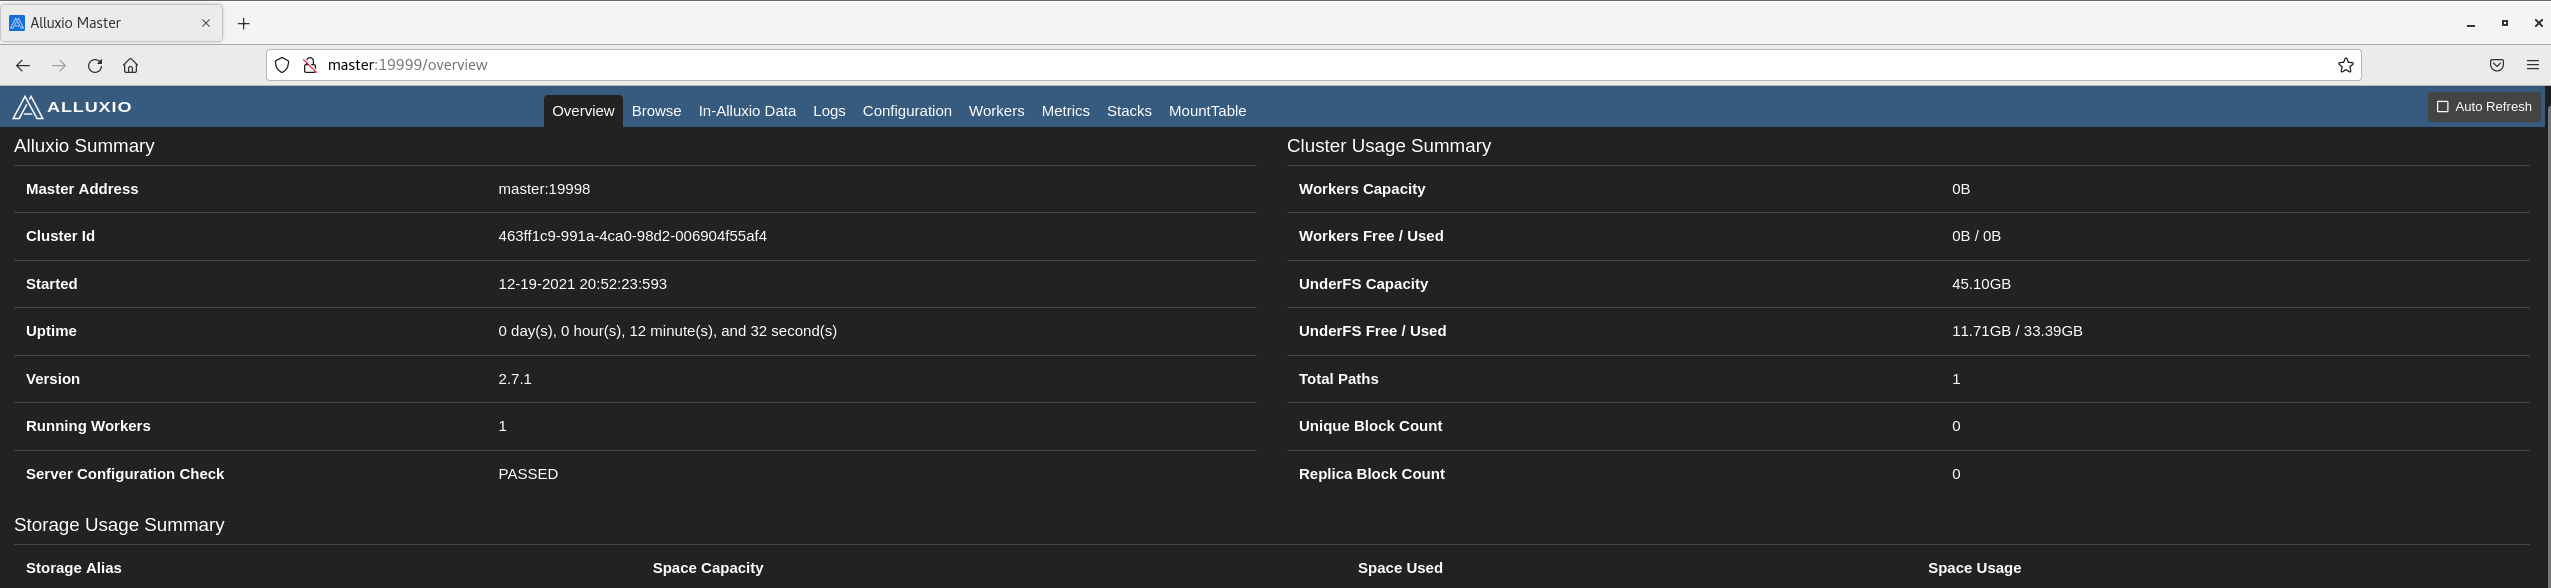 Alluxio Master
master:19999/overview
ALLUXIO Overview Browse In-Alluxio Data Logs Configuration Workers Metrics Stacks MountTable Auto Refresh
Alluxio Summary
Master Address master:19998
Cluster Id 463ff1c9-991a-4ca0-98d2-006904f55af4
Started 12-19-2021 20:52:23:593
Uptime 0 day(s), 0 hour(s), 12 minute(s), and 32 second(s)
Version 2.7.1
Running Workers 1
Server Configuration Check PASSED
Cluster Usage Summary
Workers Capacity 0B
Workers Free / Used 0B / 0B
UnderFS Capacity 45.10GB
UnderFS Free / Used 11.71GB / 33.39GB
Total Paths 1
Unique Block Count 0
Replica Block Count 0
Storage Usage Summary
Storage Alias Space Capacity Space Used Space Usage